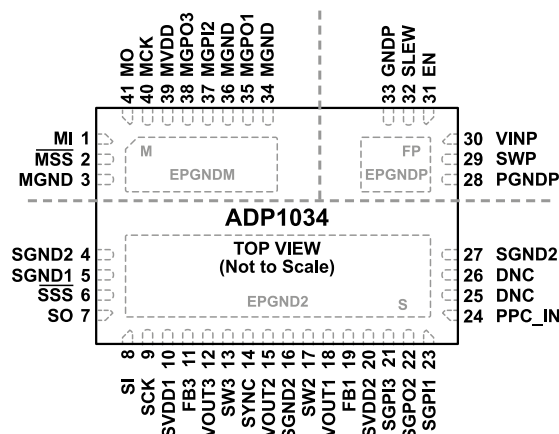 41 MO
40 MCK
39 MVDD
38 MGPO3
37 MGPI2
36 MGND
35 MGPO1
34 MGND
33 GNDP
32 SLEW
31 EN
MI 1
MSS 2
MGND 3
M
EPGNDM
FP
EPGNDP
30 VINP
29 SWP
28 PGNDP
ADP1034
TOP VIEW
(Not to Scale)
SGND2 4
SGND1 5
SSS 6
SO 7
EPGND2
S
27 SGND2
26 DNC
25 DNC
24 PPC_IN
SI 8
SCK 9
SVDD1 10
FB3 11
VOUT3 12
SW3 13
SYNC 14
VOUT2 15
SGND2 16
SW2 17
VOUT1 18
FB1 19
SVDD2 20
SGPI3 21
SGPO2 22
SGPI1 23